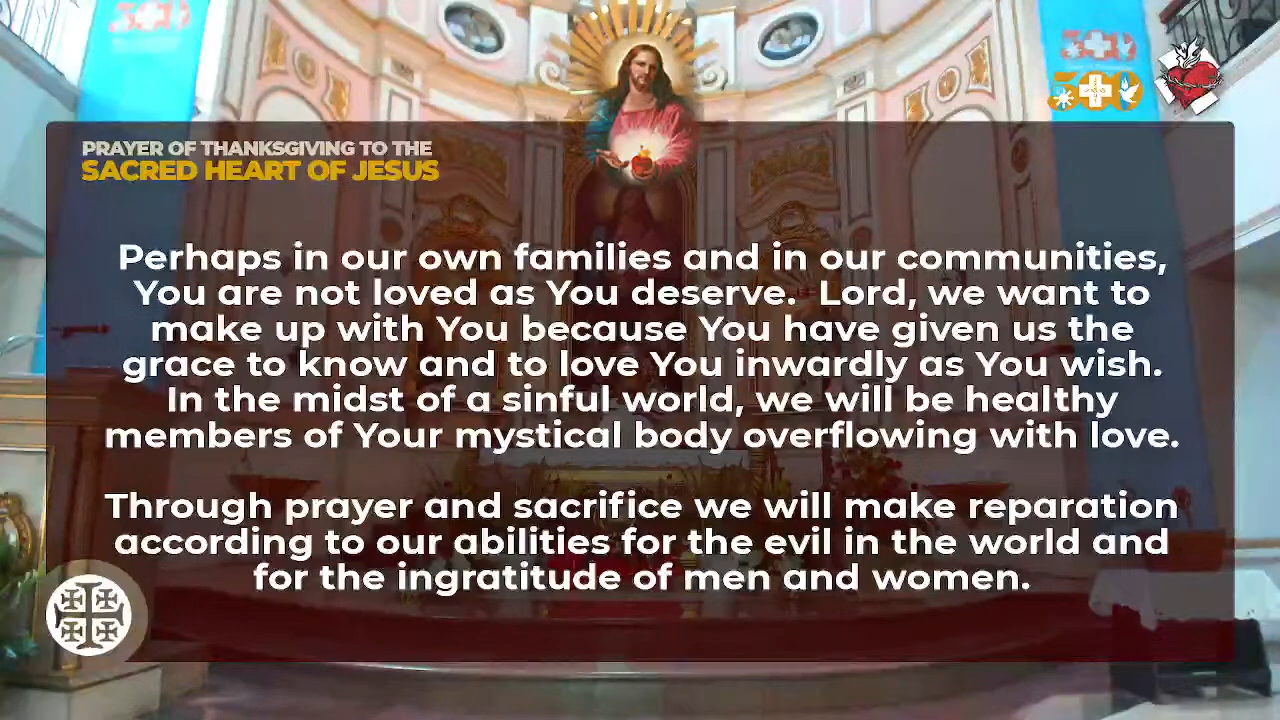 PRAYER OF THANKSGIVING TO THE
SACRED HEART OF JESUS
Perhaps in our own families and in our communities,
You are not loved as You deserve.  Lord, we want to
make up with You because You have given us the
grace to know and to love You inwardly as You wish.
In the midst of a sinful world, we will be healthy
members of Your mystical body overflowing with love.
Through prayer and sacrifice we will make reparation
according to our abilities for the evil in the world and
for the ingratitude of men and women.